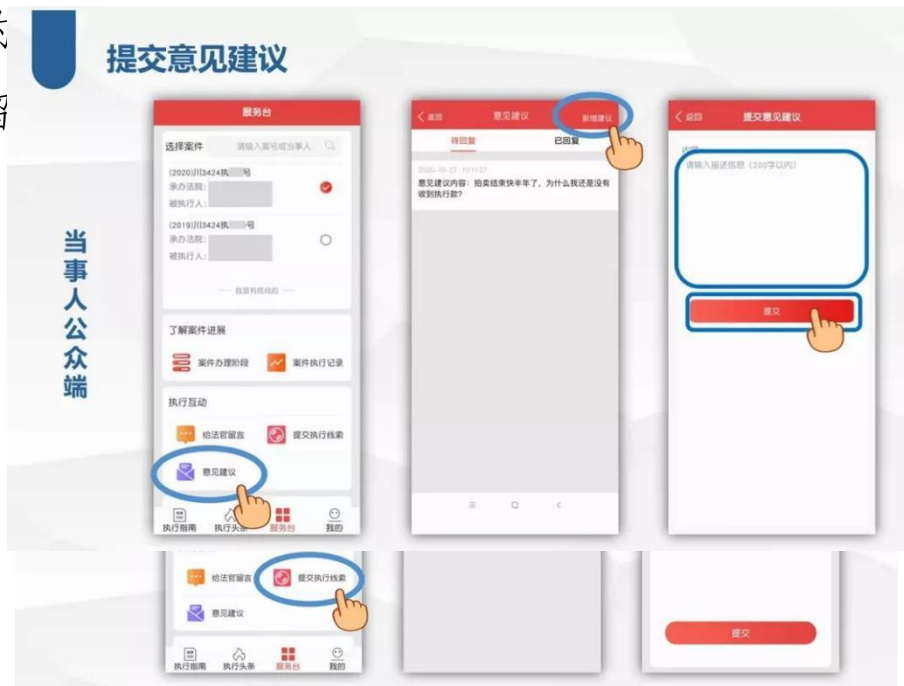 提交意见建议
当事人公众端
服务台
选择案件 请输入案号或当事人
(2020)川3424执 号
承办法院:
被执行人:
(2019)川3424执 号
承办法院:
被执行人:
— 我是有底线的 —
了解案件进展
案件办理阶段 案件执行记录
执行互动
给法官留言 提交执行线索
意见建议
执行指南 执行头条 服务台 我的
返回 意见建议 新增建议
待回复 已回复
意见建议内容：拍卖结束快半年了，为什么我还是没有
收到执行款?
返回 提交意见建议
请输入描述信息（200字以内）
提交
给法官留言 提交执行线索
意见建议
执行指南 执行头条 服务台 我的
提交